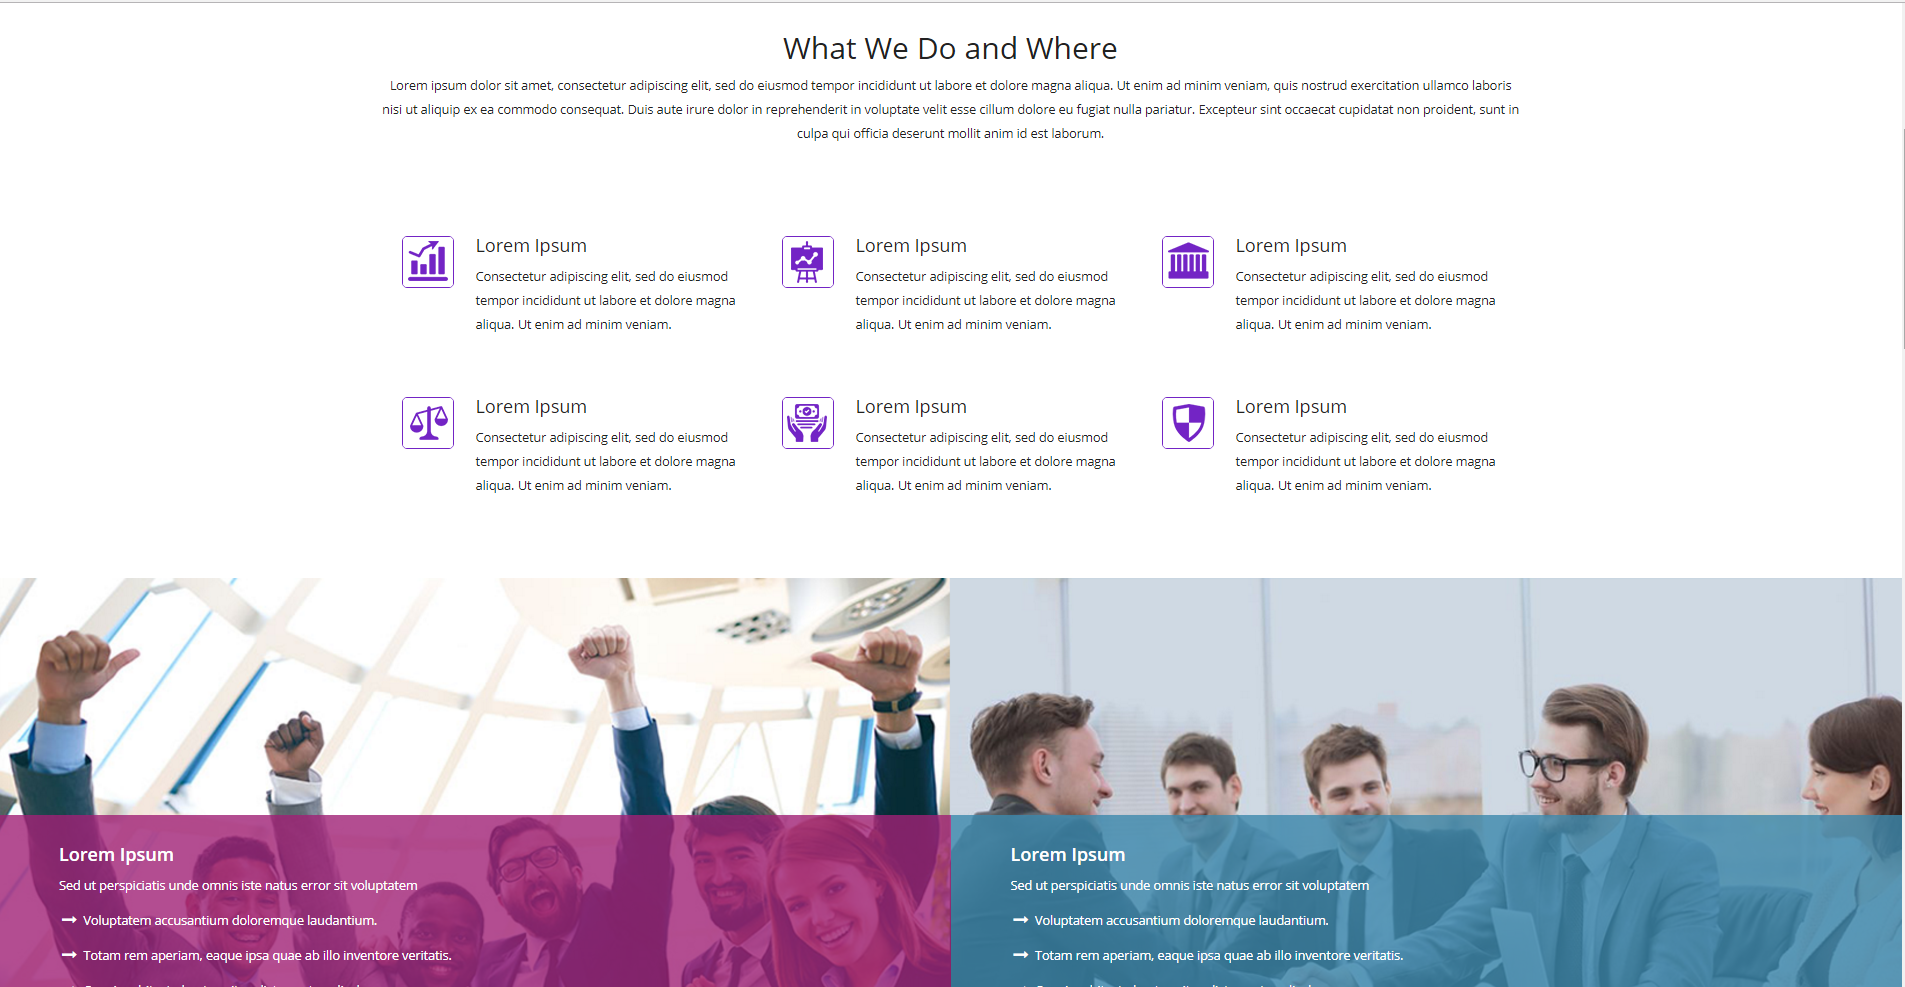 What We Do and Where
Lorem ipsum dolor sit amet, consectetur adipiscing elit, sed do eiusmod tempor incididunt ut labore et dolore magna aliqua. Ut enim ad minim veniam, quis nostrud exercitation ullamco laboris
nisi ut aliquip ex ea commodo consequat. Duis aute irure dolor in reprehenderit in voluptate velit esse cillum dolore eu fugiat nulla pariatur. Excepteur sint occaecat cupidatat non proident, sunt in
culpa qui officia deserunt mollit anim id est laborum.
Lorem Ipsum
Consectetur adipiscing elit, sed do eiusmod
tempor incididunt ut labore et dolore magna
aliqua. Ut enim ad minim veniam.
Lorem Ipsum
Consectetur adipiscing elit, sed do eiusmod
tempor incididunt ut labore et dolore magna
aliqua. Ut enim ad minim veniam.
Lorem Ipsum
Consectetur adipiscing elit, sed do eiusmod
tempor incididunt ut labore et dolore magna
aliqua. Ut enim ad minim veniam.
Lorem Ipsum
Consectetur adipiscing elit, sed do eiusmod
tempor incididunt ut labore et dolore magna
aliqua. Ut enim ad minim veniam.
Lorem Ipsum
Consectetur adipiscing elit, sed do eiusmod
tempor incididunt ut labore et dolore magna
aliqua. Ut enim ad minim veniam.
Lorem Ipsum
Consectetur adipiscing elit, sed do eiusmod
tempor incididunt ut labore et dolore magna
aliqua. Ut enim ad minim veniam.
Lorem Ipsum
Sed ut perspiciatis unde omnis iste natus error sit voluptatem
Voluptatem accusantium doloremque laudantium.
Totam rem aperiam, eaque ipsa quae ab illo inventore veritatis.
Lorem Ipsum
Sed ut perspiciatis unde omnis iste natus error sit voluptatem
Voluptatem accusantium doloremque laudantium.
Totam rem aperiam, eaque ipsa quae ab illo inventore veritatis.